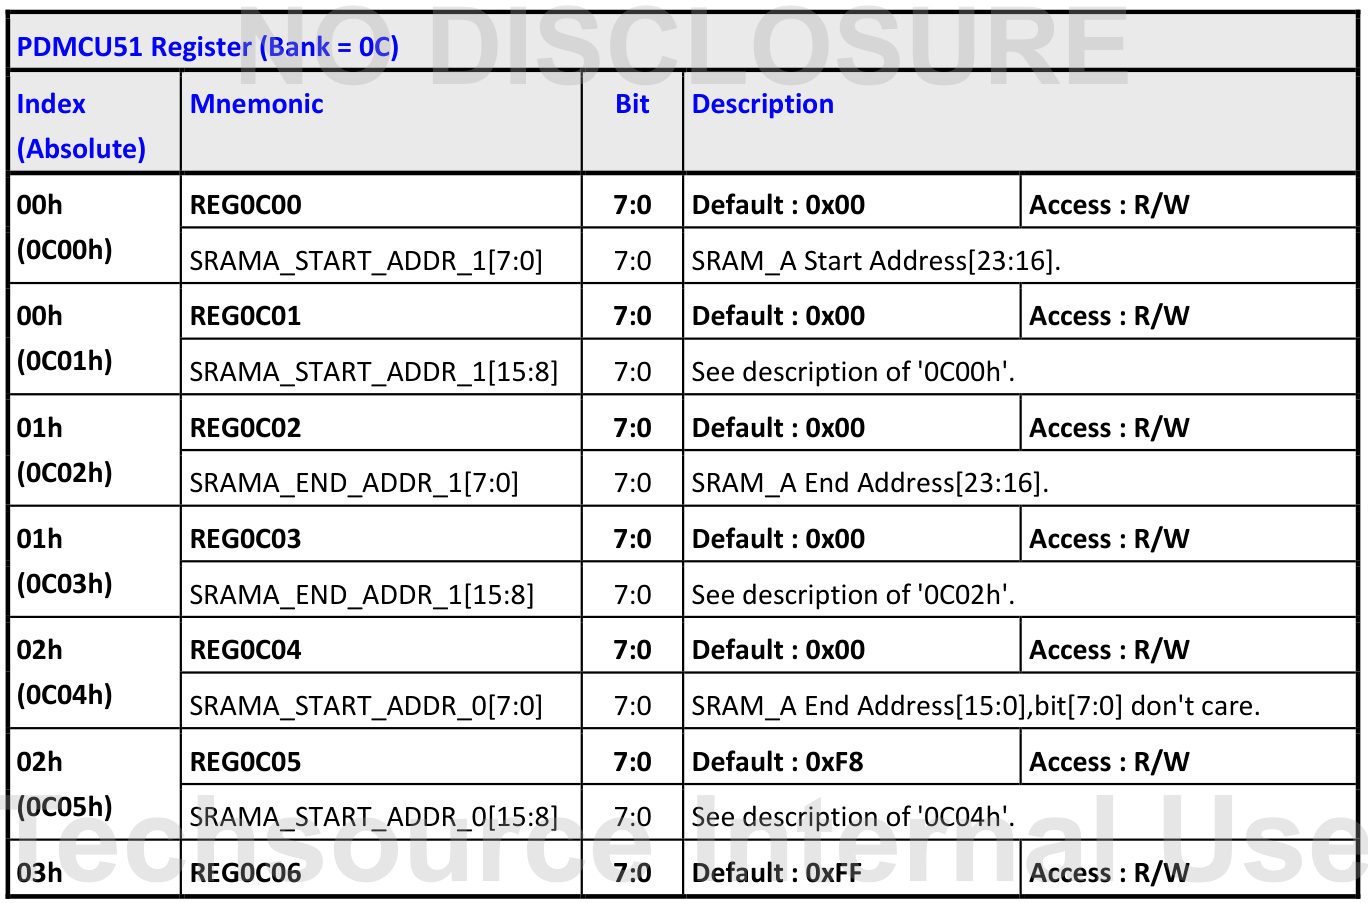 NO DISCLOSURE
PDMCU51 Register (Bank = 0C)
Index (Absolute) Mnemonic Bit Description
00h (0C00h) REG0C00 7:0 Default : 0x00 Access : R/W
SRAMA_START_ADDR_1[7:0] 7:0 SRAM_A Start Address[23:16].
00h (0C01h) REG0C01 7:0 Default : 0x00 Access : R/W
SRAMA_START_ADDR_1[15:8] 7:0 See description of '0C00h'.
01h (0C02h) REG0C02 7:0 Default : 0x00 Access : R/W
SRAMA_END_ADDR_1[7:0] 7:0 SRAM_A End Address[23:16].
01h (0C03h) REG0C03 7:0 Default : 0x00 Access : R/W
SRAMA_END_ADDR_1[15:8] 7:0 See description of '0C02h'.
02h (0C04h) REG0C04 7:0 Default : 0x00 Access : R/W
SRAMA_START_ADDR_0[7:0] 7:0 SRAM_A End Address[15:0],bit[7:0] don't care.
02h (0C05h) REG0C05 7:0 Default : 0xF8 Access : R/W
SRAMA_START_ADDR_0[15:8] 7:0 See description of '0C04h'.
Techsource Internal Use
03h REG0C06 7:0 Default : 0xFF Access : R/W